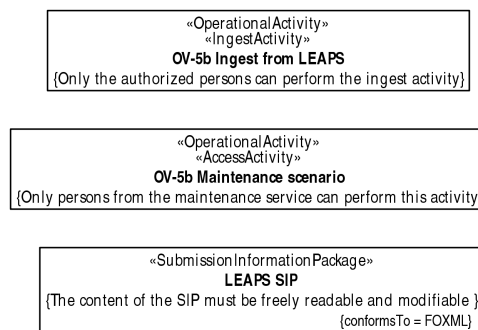 «OperationalActivity»
«IngestActivity»
OV-5b Ingest from LEAPS
{Only the authorized persons can perform the ingest activity}
«OperationalActivity»
«AccessActivity»
OV-5b Maintenance scenario
{Only persons from the maintenance service can perform this activity
«SubmissionInformationPackage»
LEAPS SIP
{The content of the SIP must be freely readable and modifiable }
{conformsTo = FOXML}